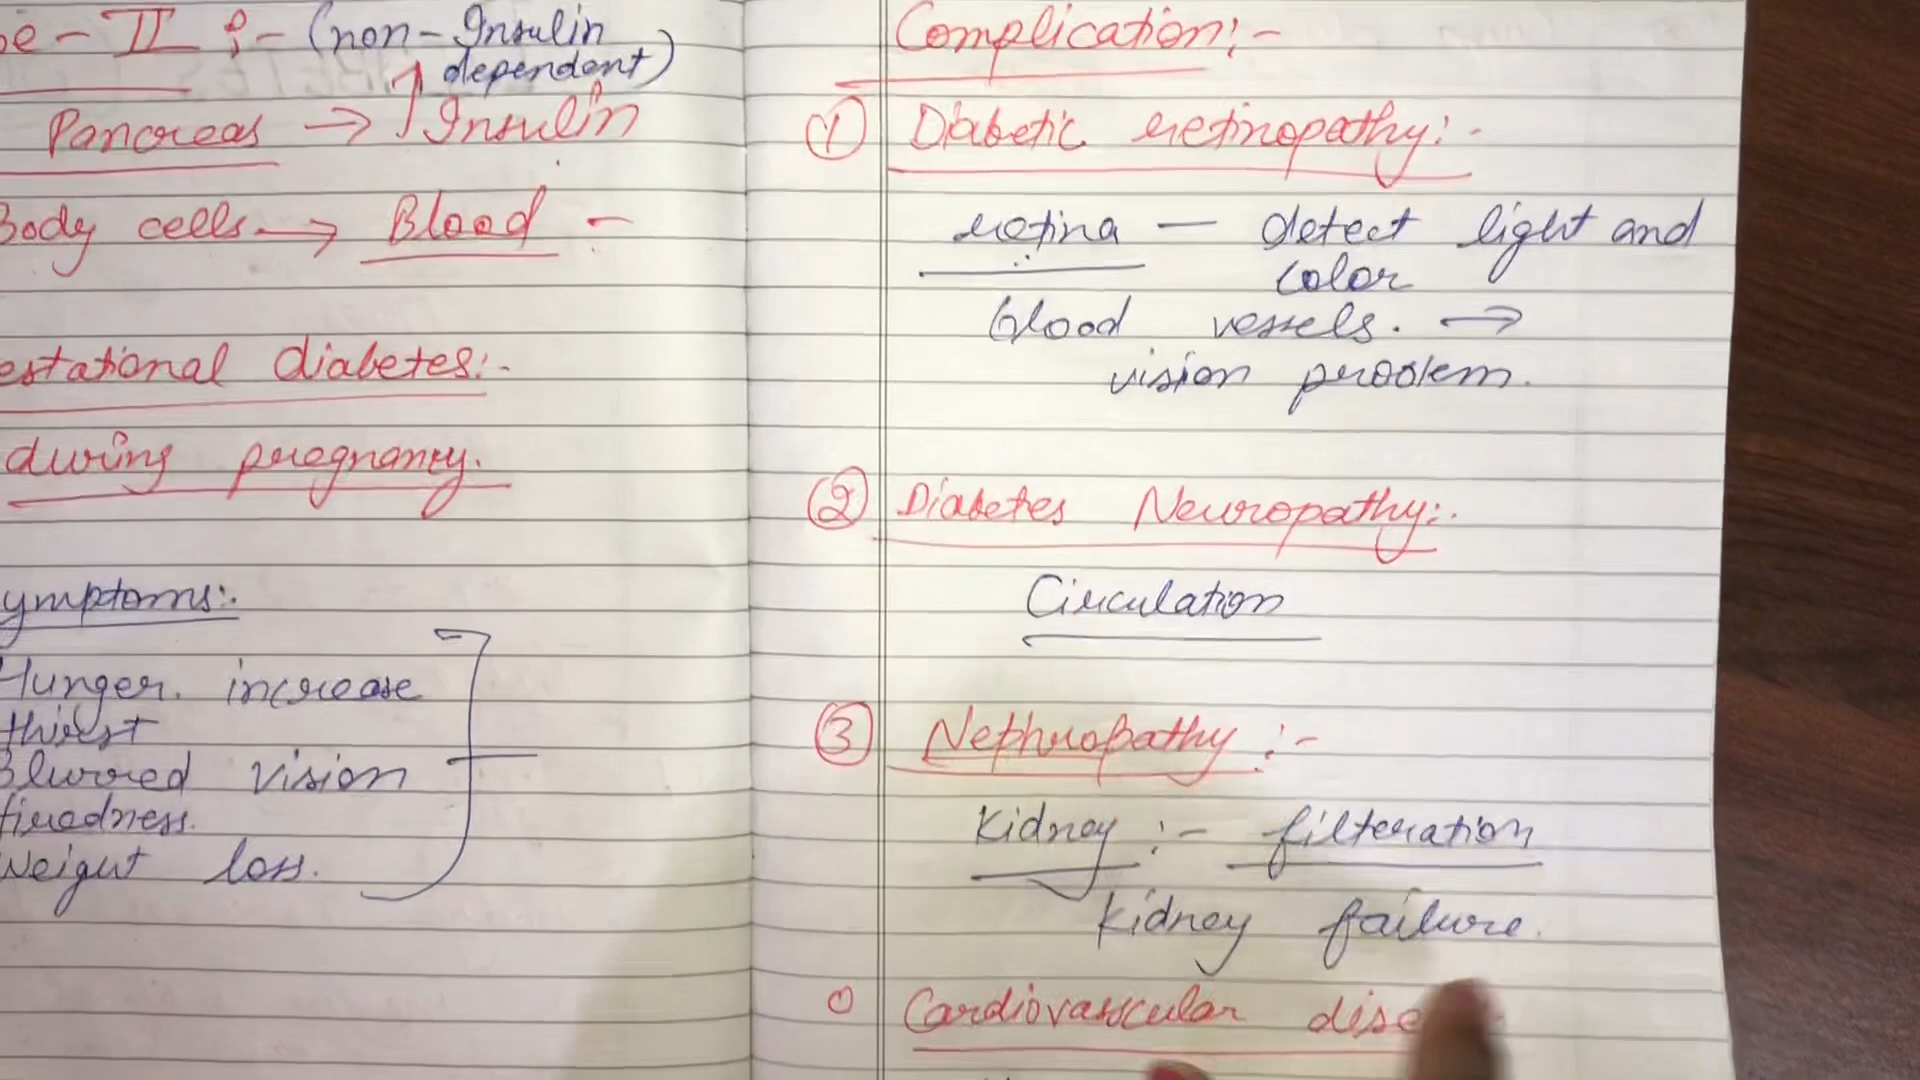 e - II :- (non-Insulin
dependent)
Pancreas → ↑ Insulin
Body cells. → Blood -
estational diabetes:-
during pregnancy.
ymptoms:-
Hunger. increase
thirst
Blurred vision
tiredness.
Weight loss.
Complication:-
① Diabetic retinopathy:-
retina — detect light and
color
blood vessels. →
vision problem.
② Diabetes Neuropathy:-
Circulation
③ Nephropathy :-
Kidney :- filteration
kidney failure.
Cardiovascular dise